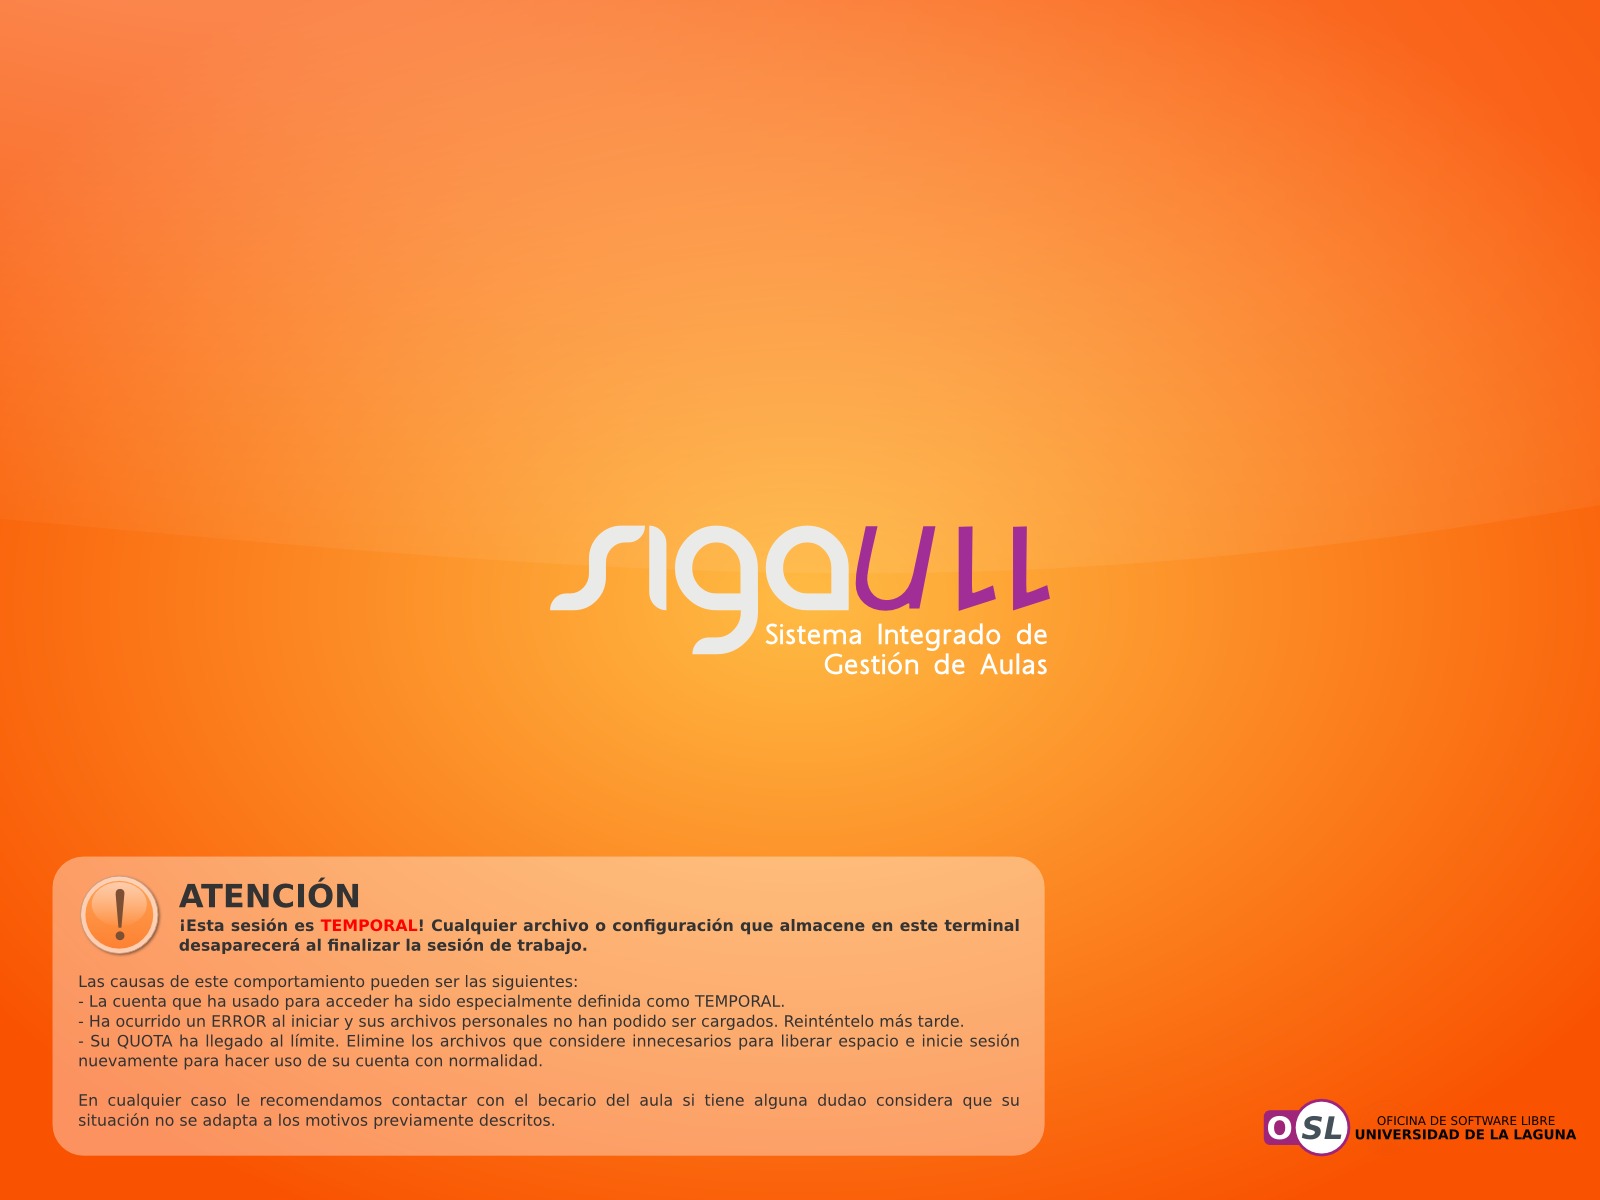 sigaull
Sistema Integrado de
Gestión de Aulas
ATENCIÓN
¡Esta sesión es TEMPORAL! Cualquier archivo o configuración que almacene en este terminal
desaparecerá al finalizar la sesión de trabajo.
Las causas de este comportamiento pueden ser las siguientes:
- La cuenta que ha usado para acceder ha sido especialmente definida como TEMPORAL.
- Ha ocurrido un ERROR al iniciar y sus archivos personales no han podido ser cargados. Reinténtelo más tarde.
- Su QUOTA ha llegado al límite. Elimine los archivos que considere innecesarios para liberar espacio e inicie sesión
nuevamente para hacer uso de su cuenta con normalidad.
En cualquier caso le recomendamos contactar con el becario del aula si tiene alguna dudao considera que su
situación no se adapta a los motivos previamente descritos.
OSL
OFICINA DE SOFTWARE LIBRE
UNIVERSIDAD DE LA LAGUNA